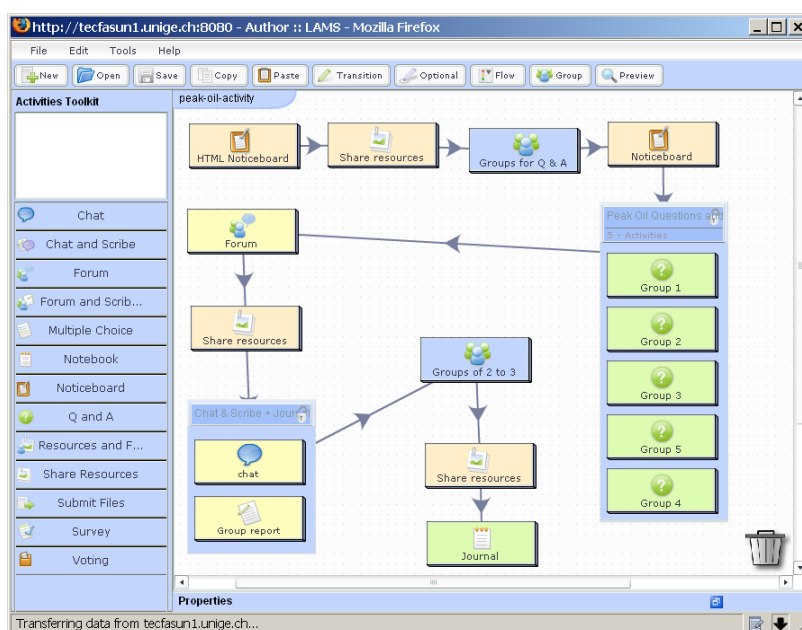 http://tecfasun1.unige.ch:8080 - Author :: LAMS - Mozilla Firefox
File Edit Tools Help
New Open Save Copy Paste Transition Optional Flow Group Preview
Activities Toolkit
peak-oil-activity
HTML Noticeboard
Share resources
Groups for Q & A
Noticeboard
Peak Oil Questions and
5 - Activities
Group 1
Group 2
Group 3
Group 5
Group 4
Forum
Share resources
Chat & Scribe + Journal
chat
Group report
Groups of 2 to 3
Share resources
Journal
Chat
Chat and Scribe
Forum
Forum and Scrib...
Multiple Choice
Notebook
Noticeboard
Q and A
Resources and F...
Share Resources
Submit Files
Survey
Voting
Properties
Transferring data from tecfasun1.unige.ch...